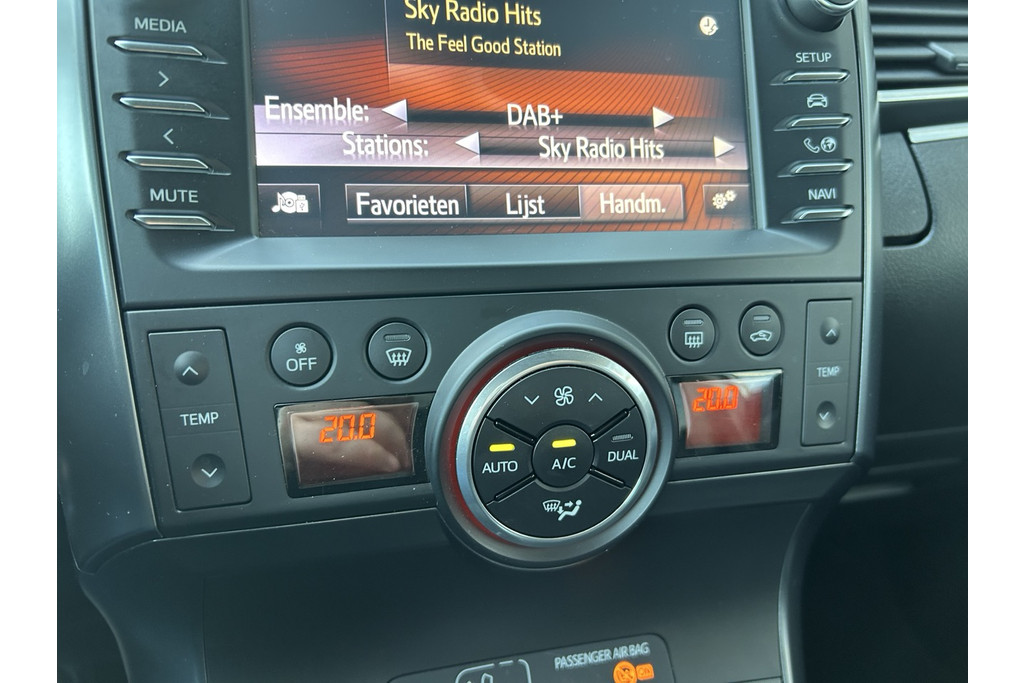 MEDIA
MUTE
Sky Radio Hits
The Feel Good Station
Ensemble: DAB+
Stations: Sky Radio Hits
Favorieten Lijst Handm.
SETUP
NAVI
OFF
TEMP
20.0
20.0
TEMP
AUTO
A/C
DUAL
PASSENGER AIR BAG